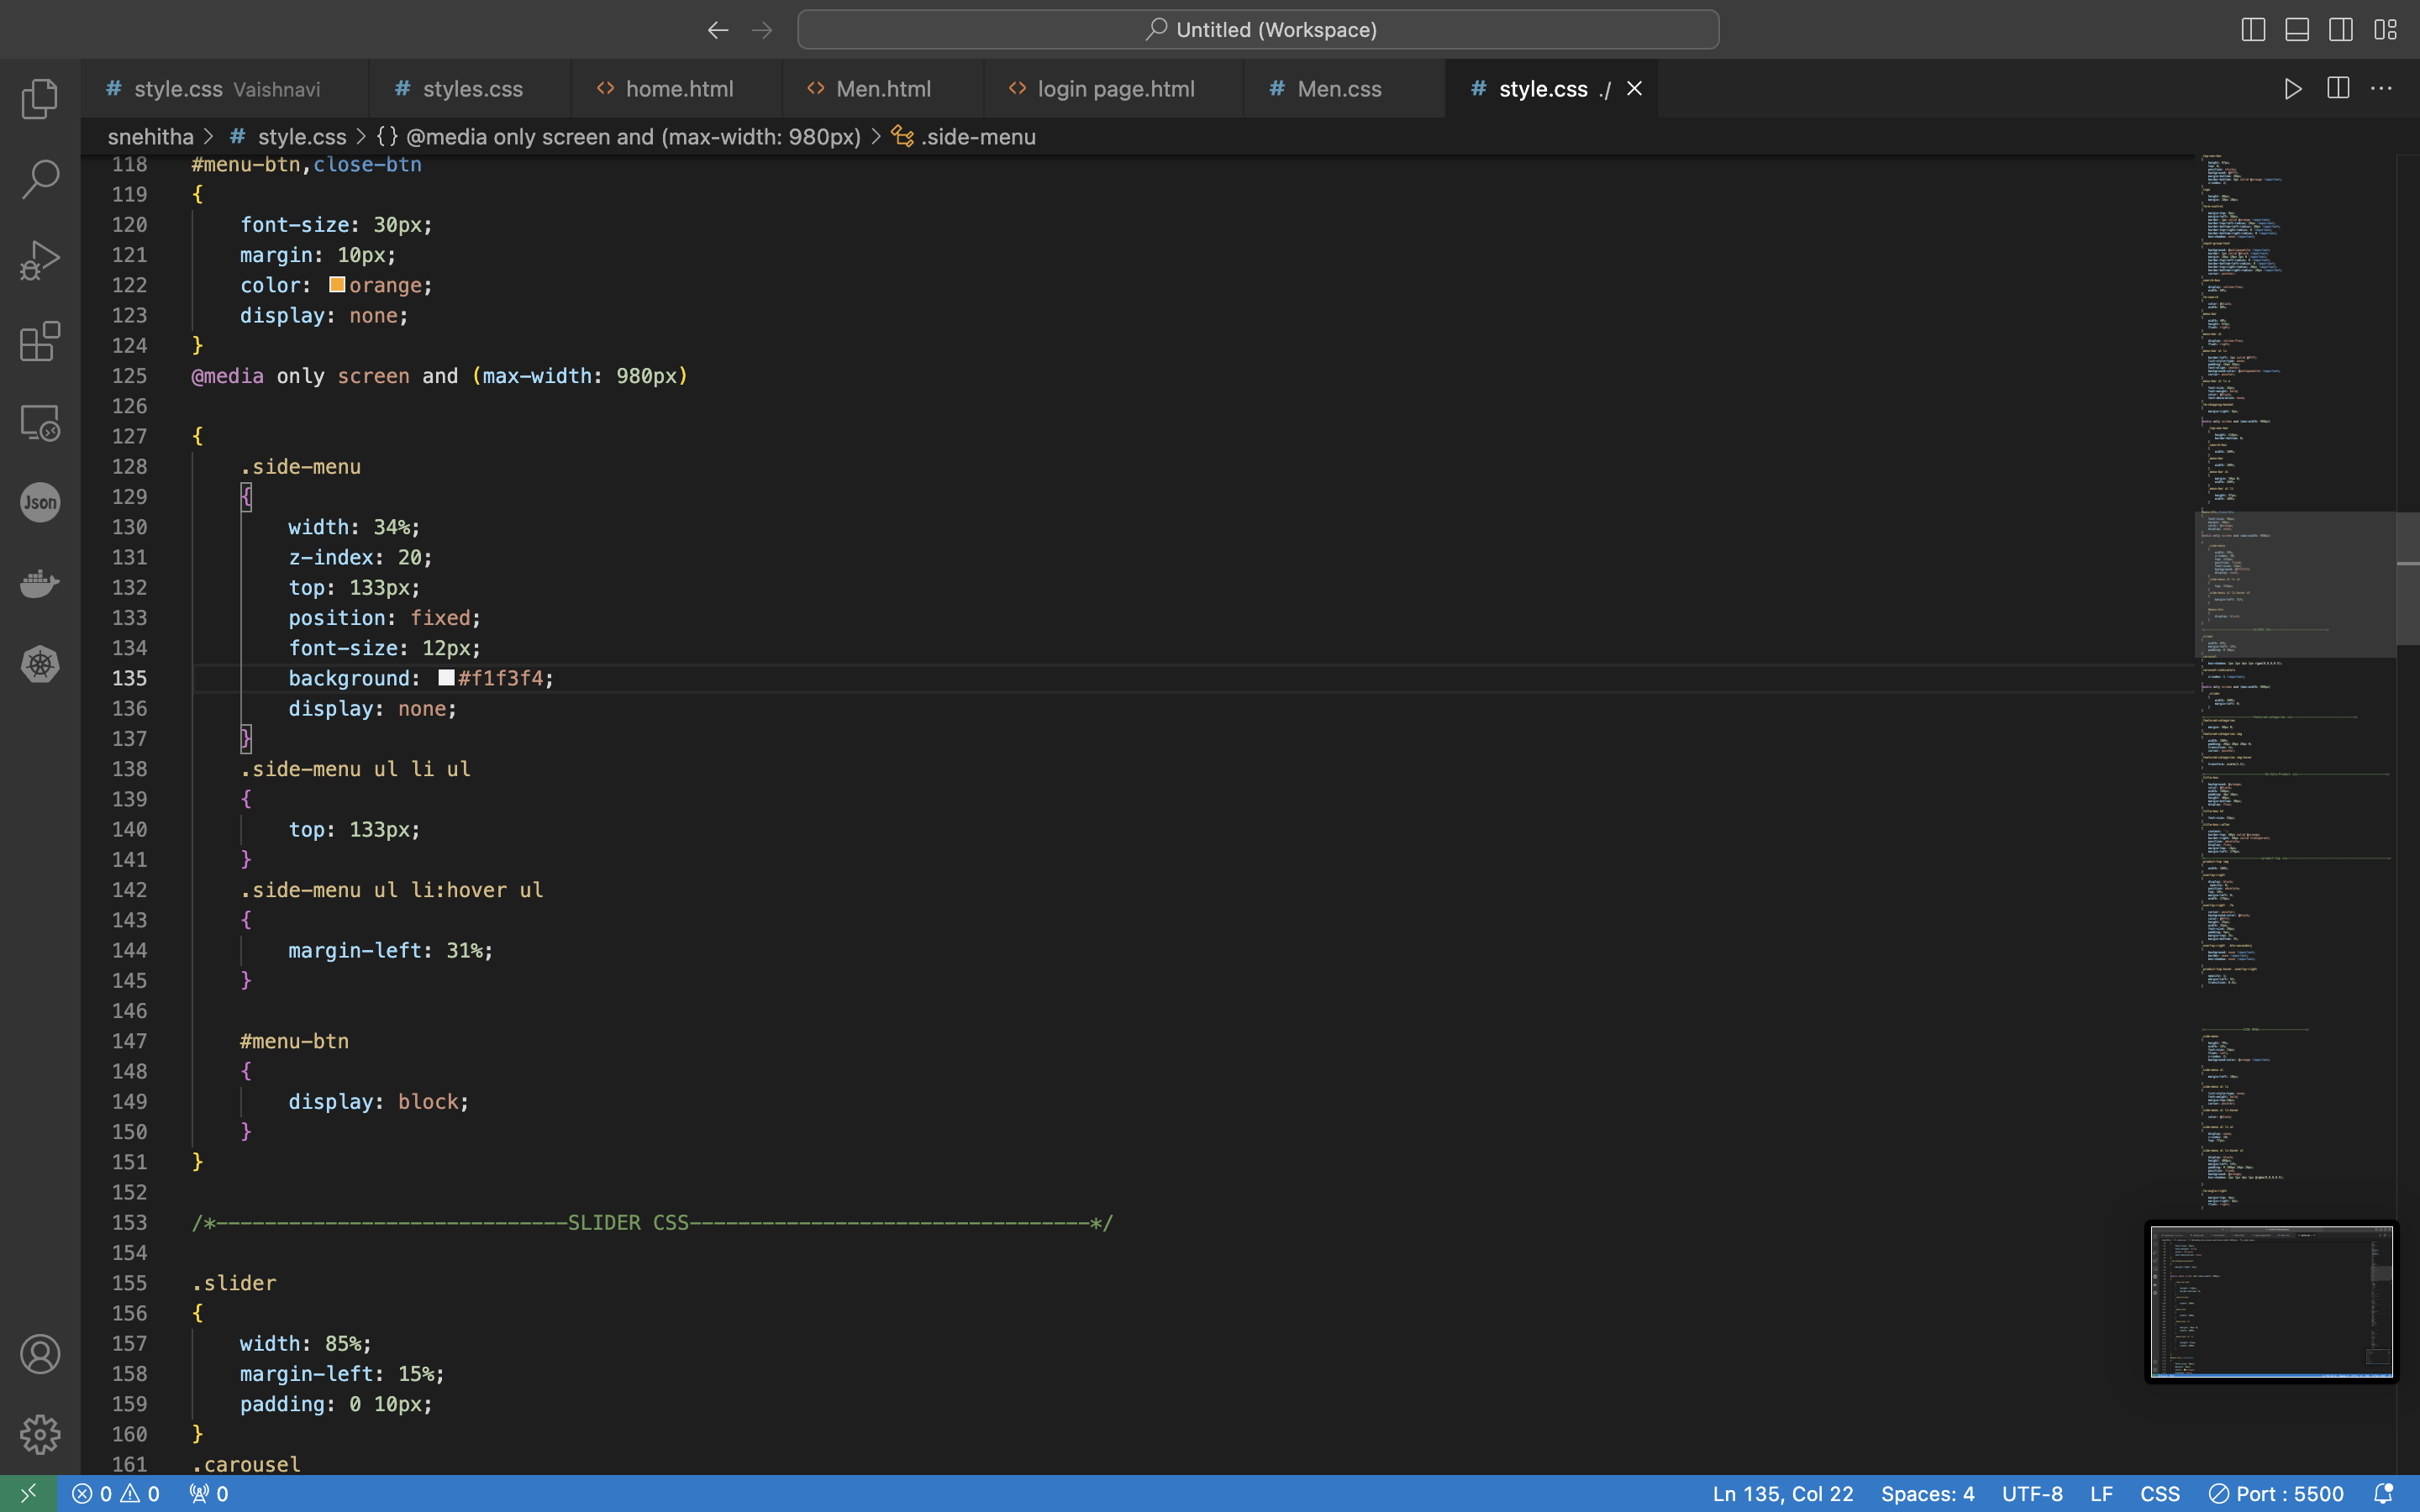 Untitled (Workspace)
# style.css Vaishnavi # styles.css <> home.html <> Men.html <> login page.html # Men.css # style.css ./
snehitha > # style.css > {} @media only screen and (max-width: 980px) > .side-menu
118 #menu-btn,close-btn
119 {
120 font-size: 30px;
121 margin: 10px;
122 color: orange;
123 display: none;
124 }
125 @media only screen and (max-width: 980px)
126
127 {
128 .side-menu
129 {
130 width: 34%;
131 z-index: 20;
132 top: 133px;
133 position: fixed;
134 font-size: 12px;
135 background: #f1f3f4;
136 display: none;
137 }
138 .side-menu ul li ul
139 {
140 top: 133px;
141 }
142 .side-menu ul li:hover ul
143 {
144 margin-left: 31%;
145 }
146
147 #menu-btn
148 {
149 display: block;
150 }
151 }
152
153 /*-----------------------------SLIDER CSS---------------------------------*/
154
155 .slider
156 {
157 width: 85%;
158 margin-left: 15%;
159 padding: 0 10px;
160 }
161 .carousel
Json
0 0 0 Ln 135, Col 22 Spaces: 4 UTF-8 LF CSS Port : 5500